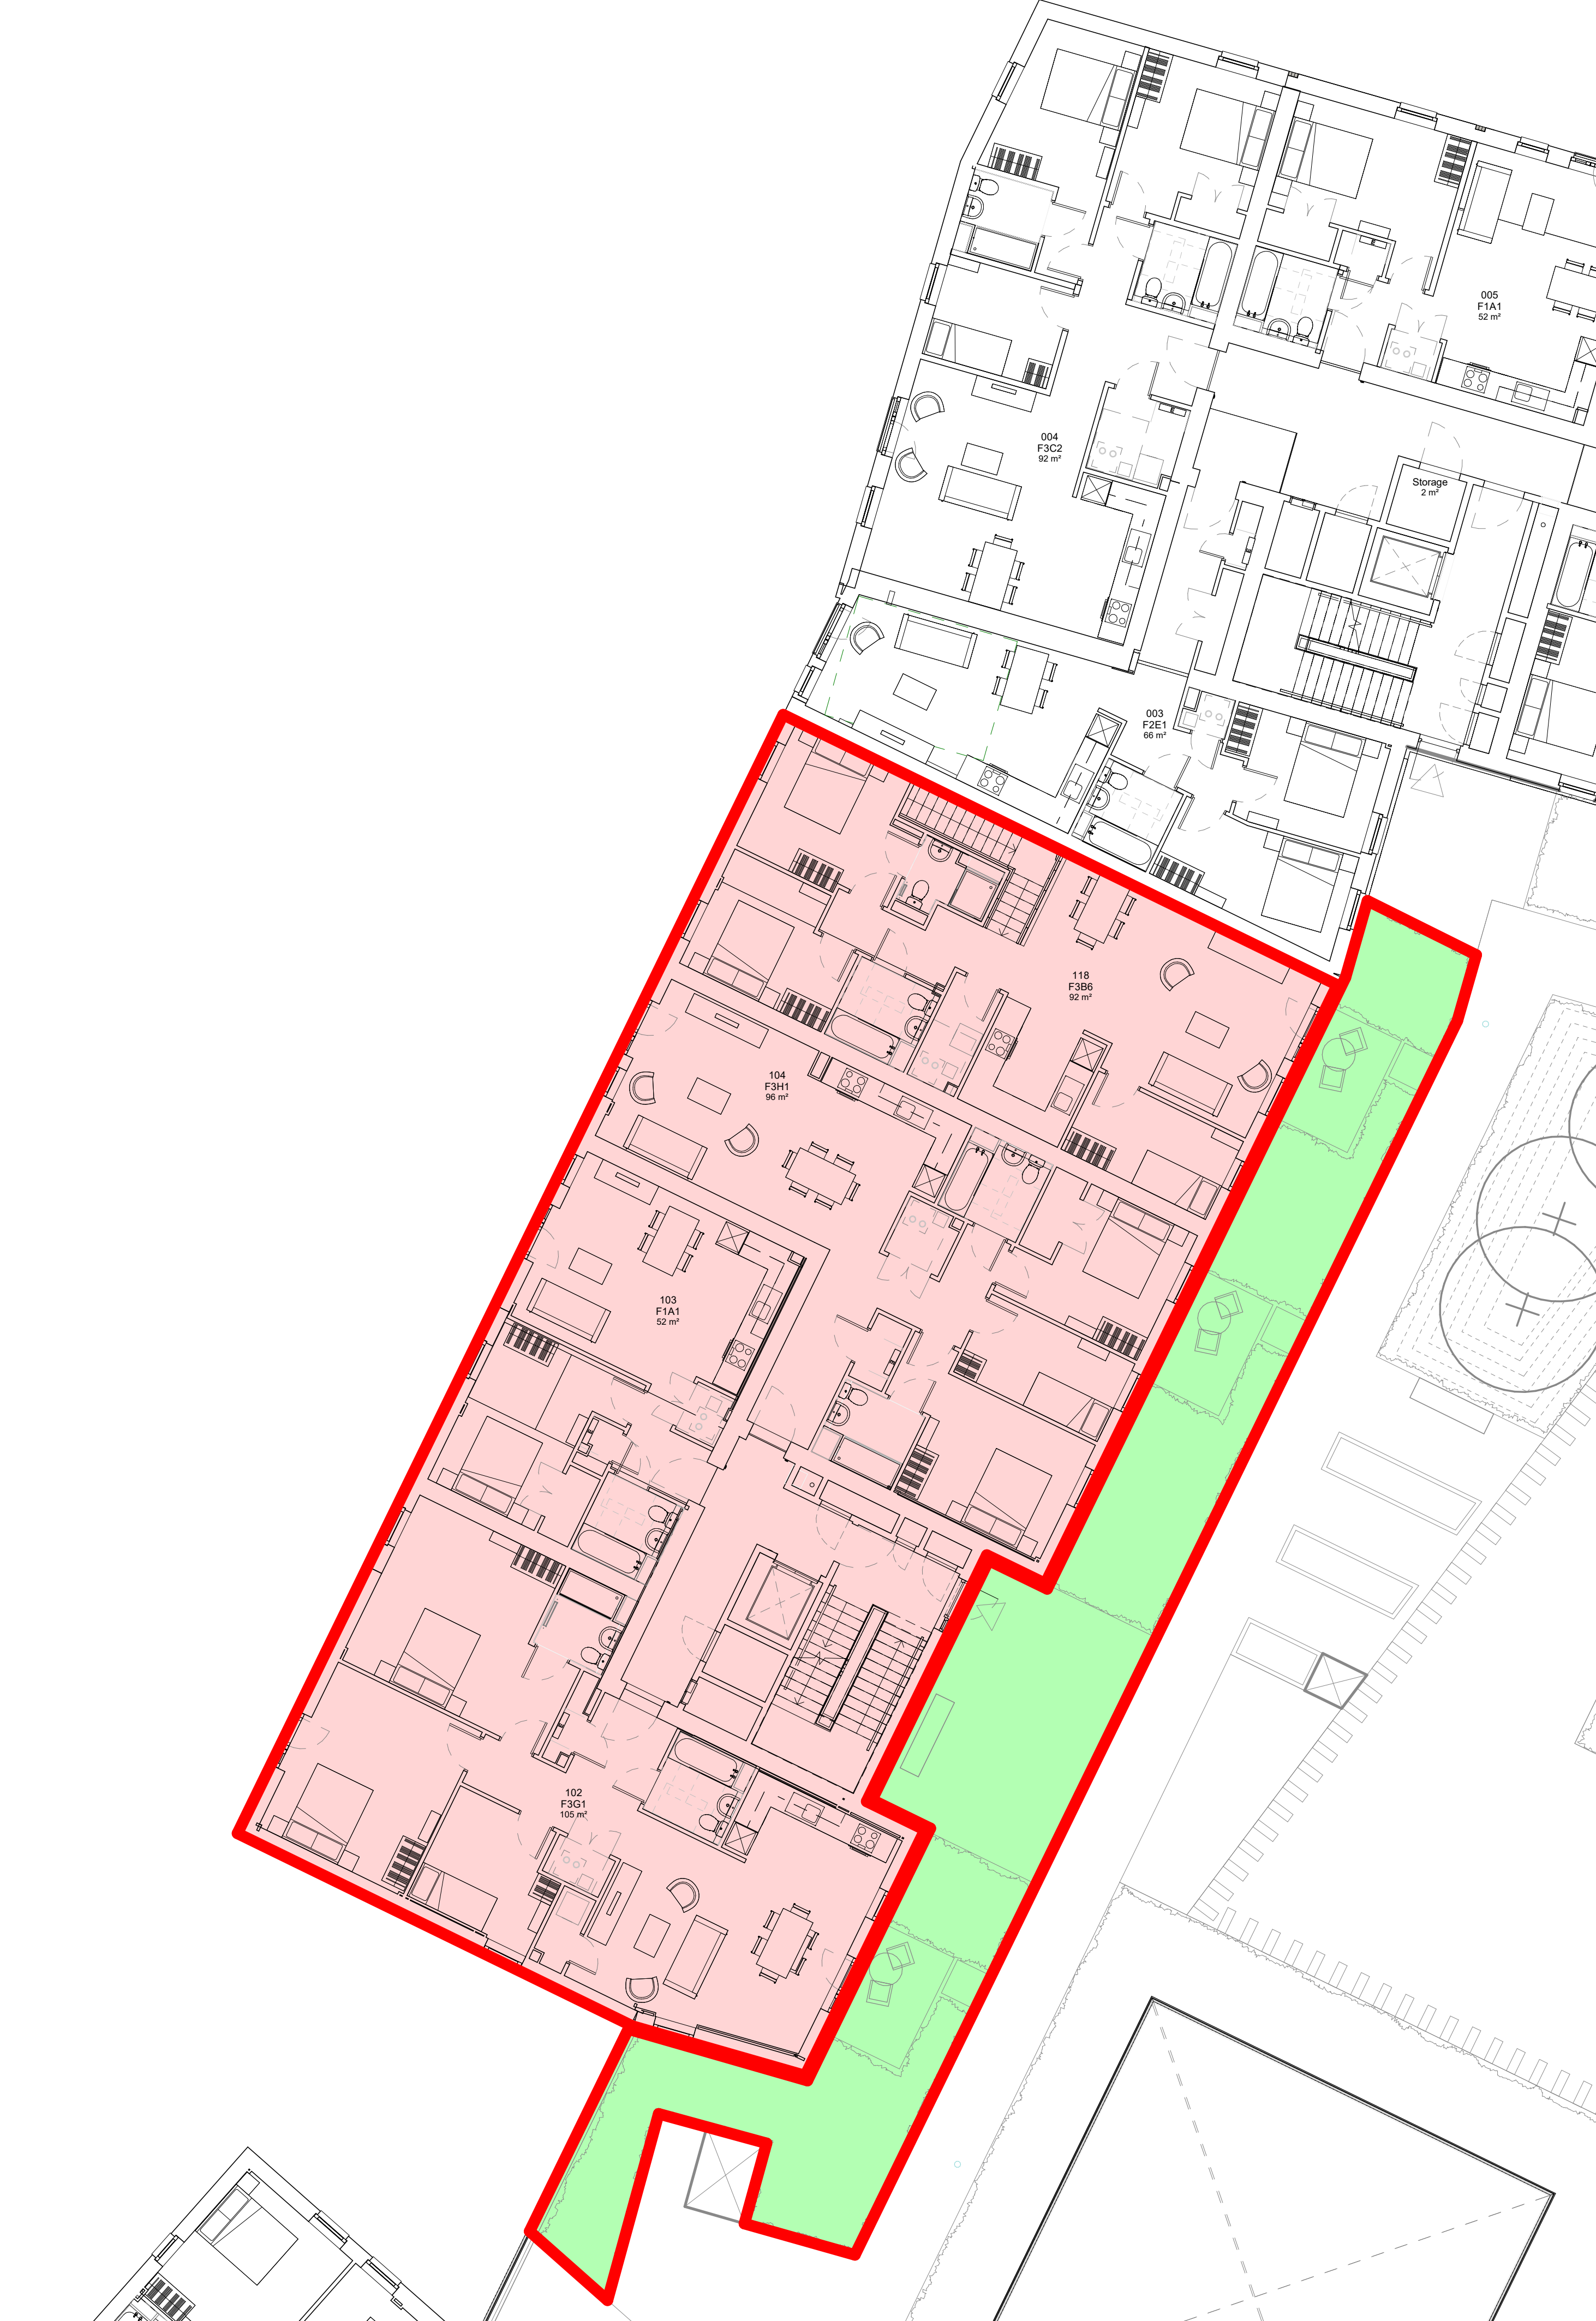 005
F1A1
52 m²
004
F3C2
92 m²
Storage
2 m²
003
F2E1
66 m²
118
F3B6
92 m²
104
F3H1
96 m²
103
F1A1
52 m²
102
F3G1
105 m²